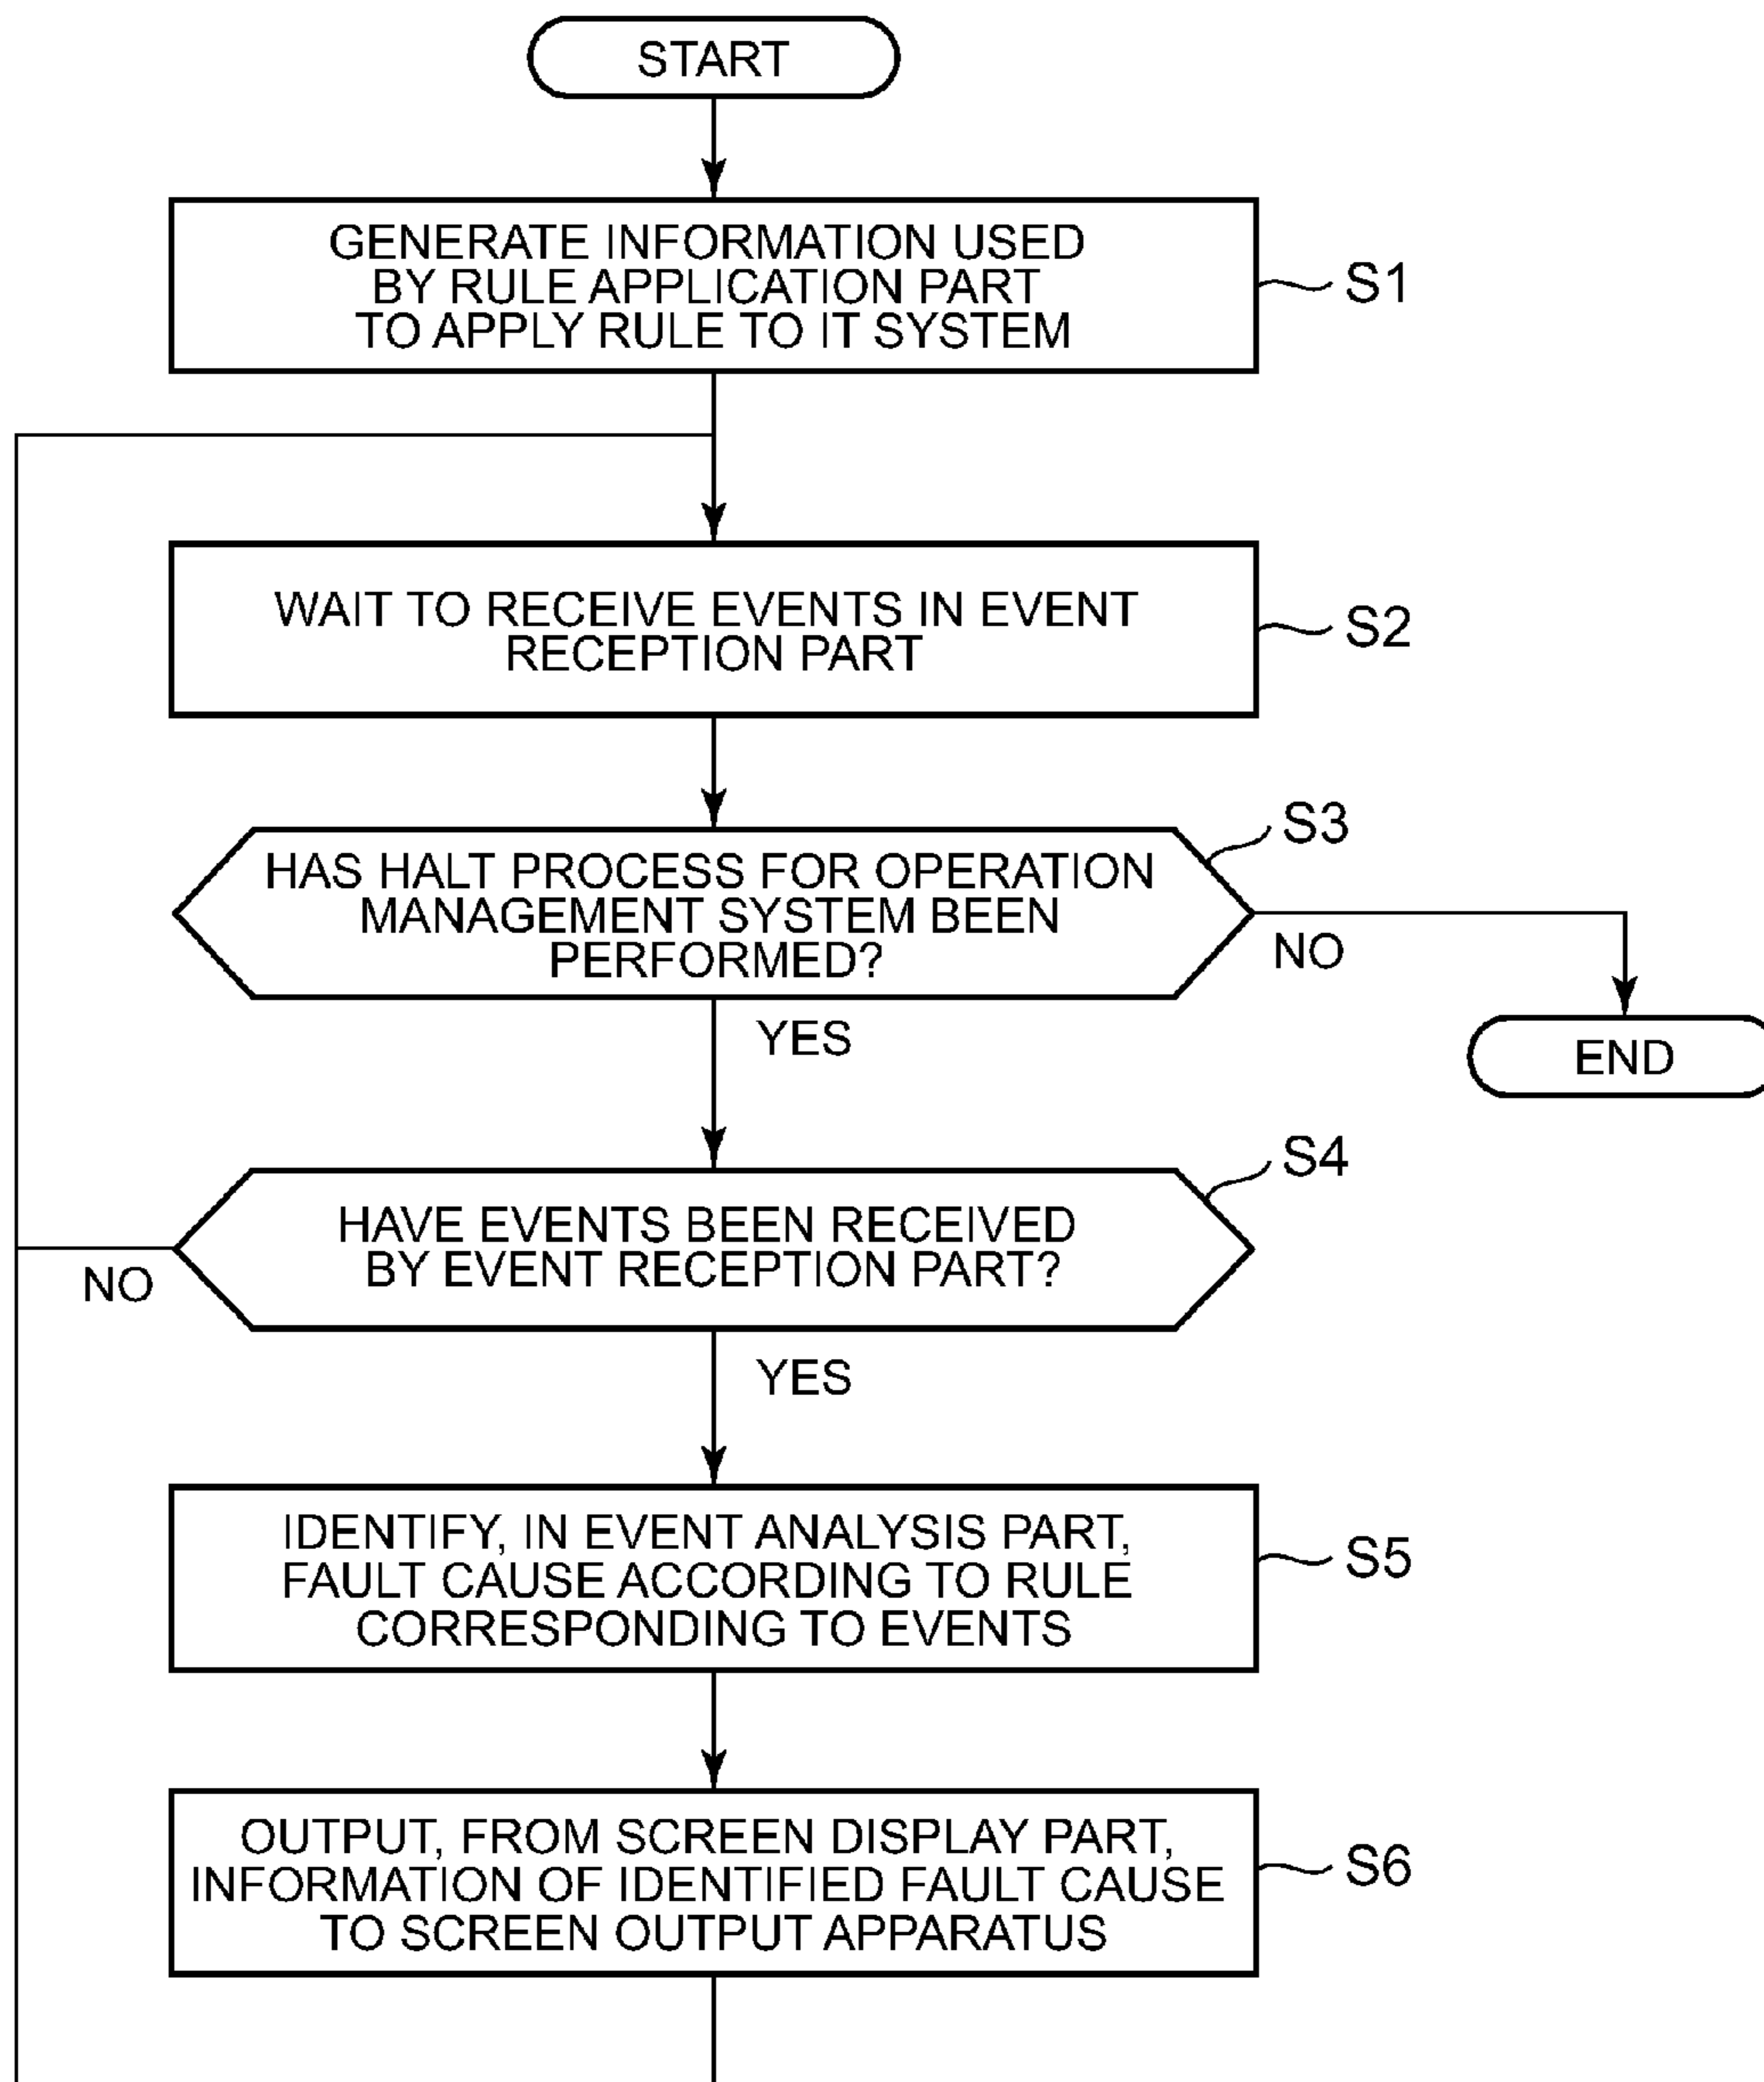 START
GENERATE INFORMATION USED
BY RULE APPLICATION PART
TO APPLY RULE TO IT SYSTEM
S1
WAIT TO RECEIVE EVENTS IN EVENT
RECEPTION PART
S2
S3
HAS HALT PROCESS FOR OPERATION
MANAGEMENT SYSTEM BEEN
PERFORMED?
NO
YES
END
S4
HAVE EVENTS BEEN RECEIVED
BY EVENT RECEPTION PART?
NO
YES
IDENTIFY, IN EVENT ANALYSIS PART,
FAULT CAUSE ACCORDING TO RULE
CORRESPONDING TO EVENTS
S5
OUTPUT, FROM SCREEN DISPLAY PART,
INFORMATION OF IDENTIFIED FAULT CAUSE
TO SCREEN OUTPUT APPARATUS
S6